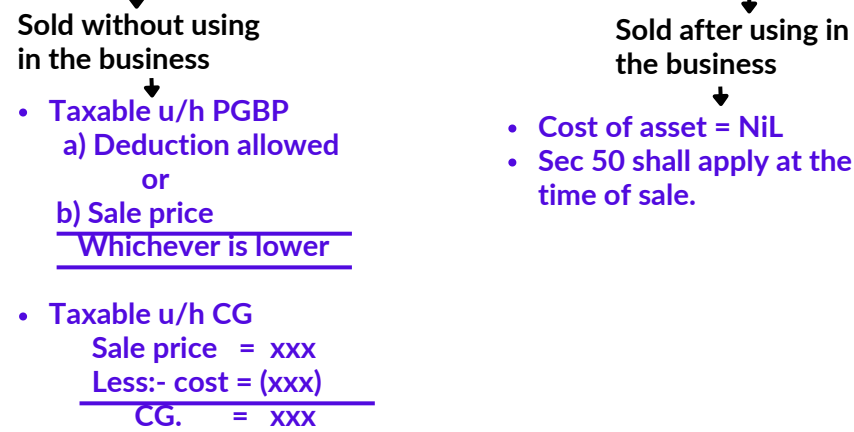 Sold without using
in the business
• Taxable u/h PGBP
a) Deduction allowed
or
b) Sale price
Whichever is lower
• Taxable u/h CG
Sale price = xxx
Less:- cost = (xxx)
CG. = xxx
Sold after using in
the business
• Cost of asset = NiL
• Sec 50 shall apply at the
time of sale.